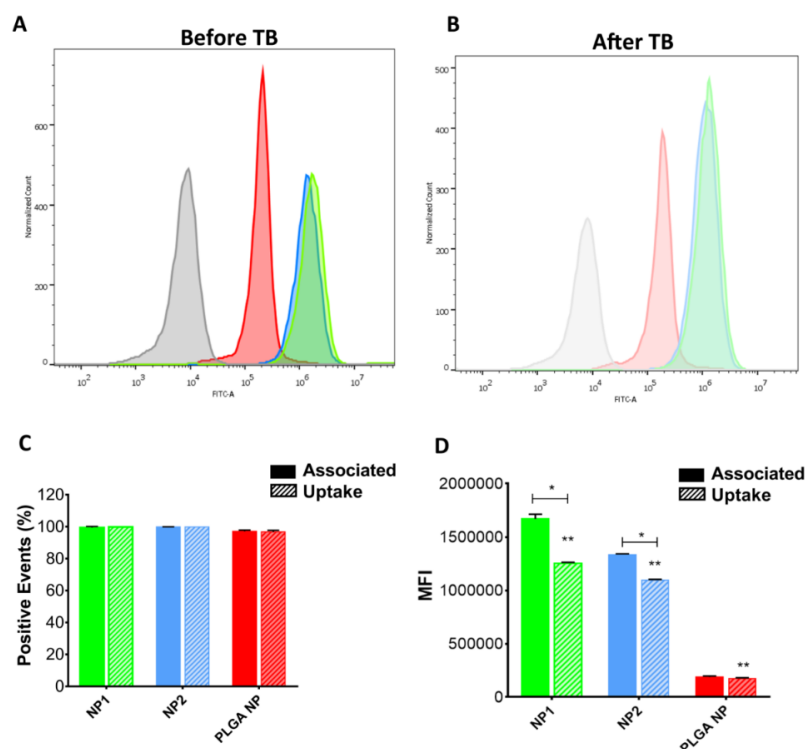 A
Before TB
Normalized Count
600
400
200
0
10^2
10^3
10^4
10^5
10^6
10^7
FITC-A
B
After TB
Normalized Count
500
400
300
200
100
0
10^2
10^3
10^4
10^5
10^6
10^7
FITC-A
C
Associated
Uptake
Positive Events (%)
120
100
80
60
40
20
0
NP1
NP2
PLGA NP
D
Associated
Uptake
MFI
2000000
1500000
1000000
500000
0
*
**
*
**
**
NP1
NP2
PLGA NP